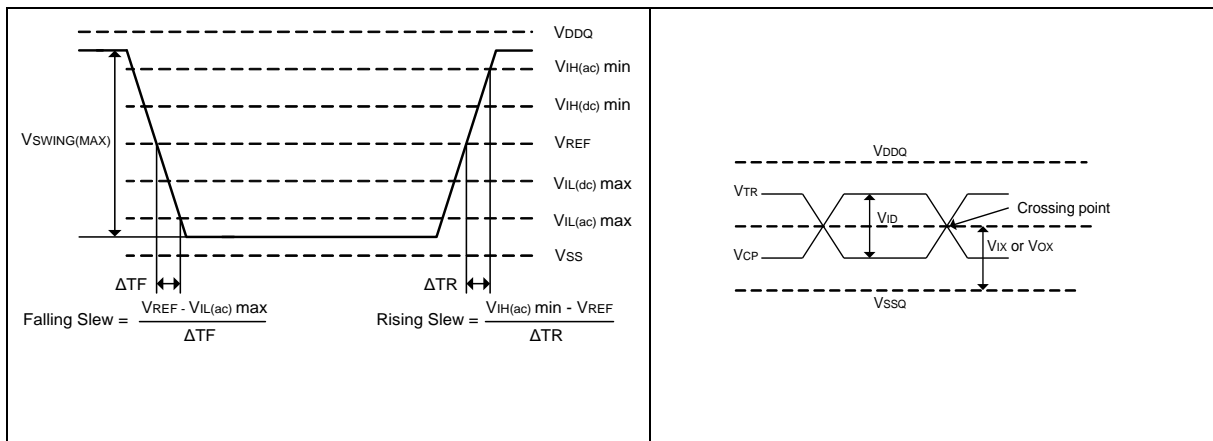 VDDQ
VIH(ac) min
VIH(dc) min
VSWING(MAX)
VREF
VIL(dc) max
VIL(ac) max
VSS
ΔTF
ΔTR
Falling Slew = VREF - VIL(ac) max
ΔTF
Rising Slew = VIH(ac) min - VREF
ΔTR
VDDQ
VTR
VID
Crossing point
VCP
VIX or VOX
VSSQ